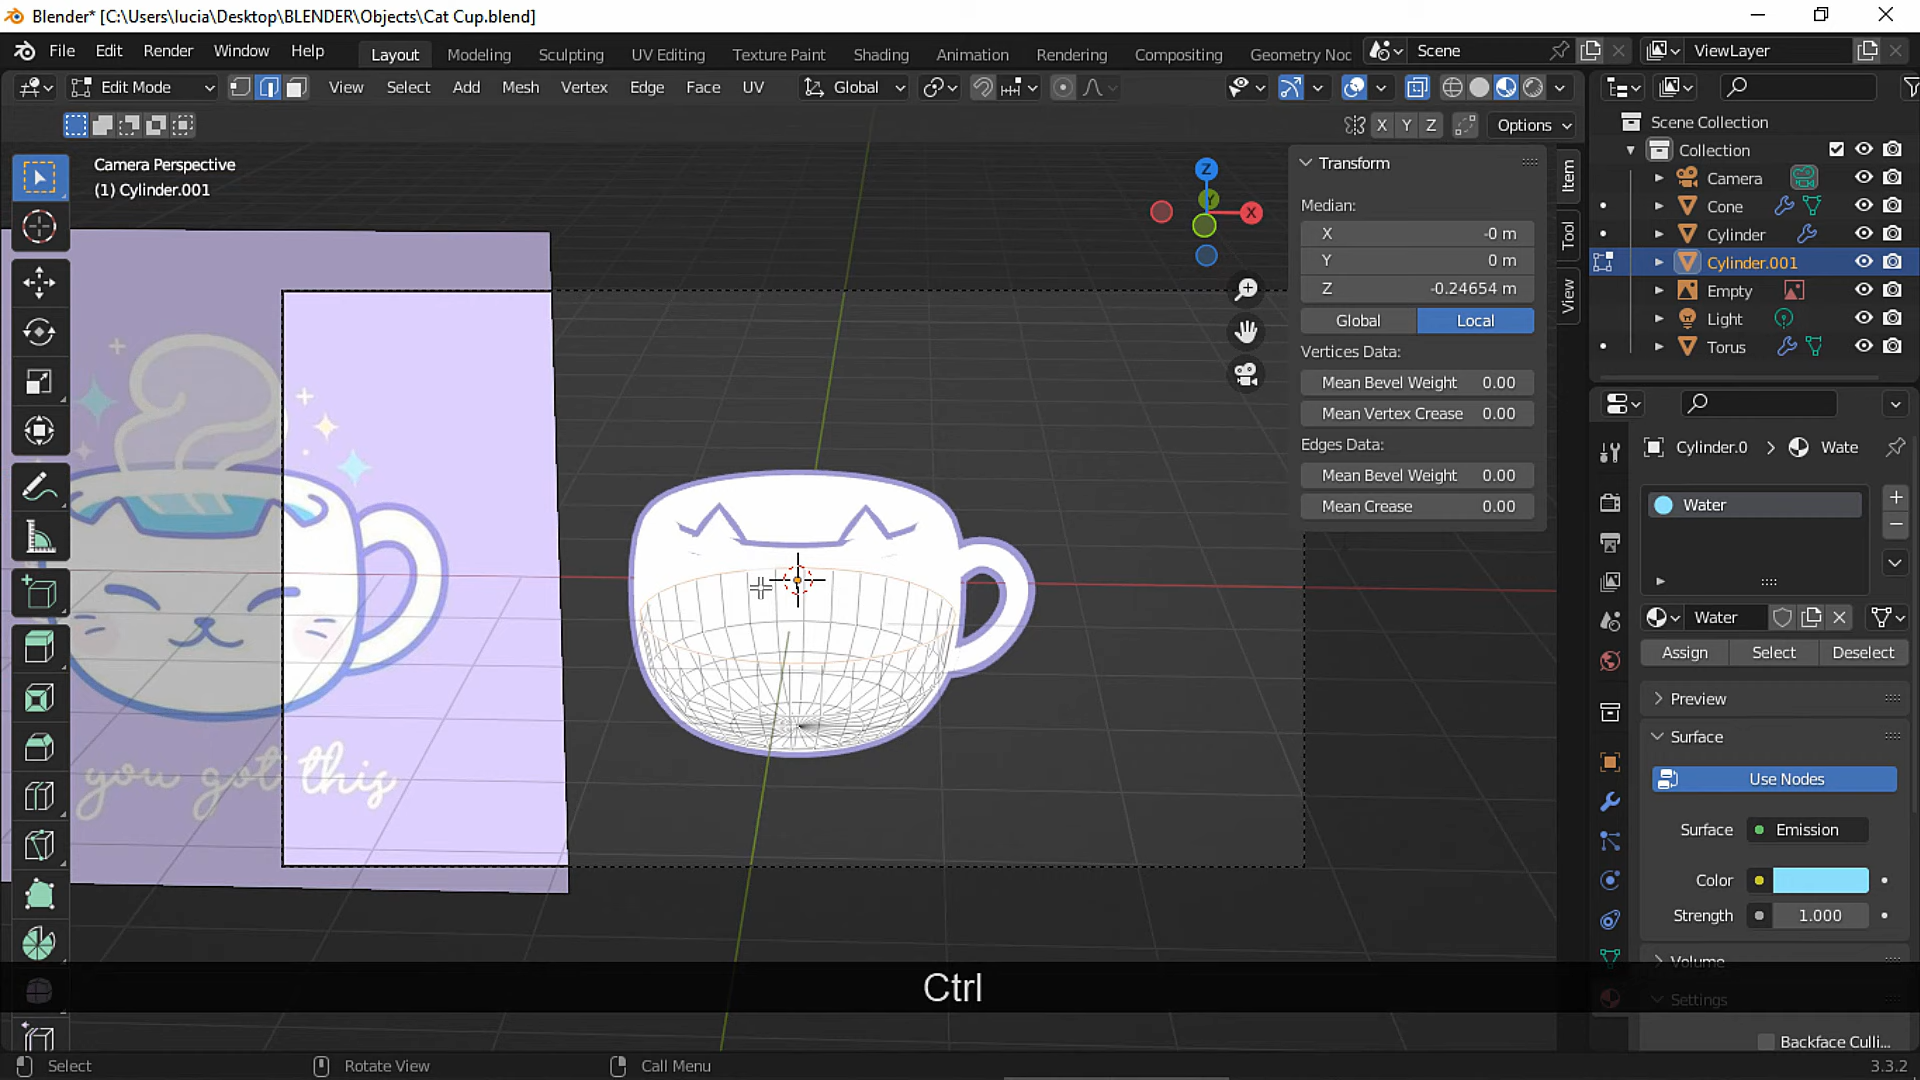 Blender* [C:\Users\lucia\Desktop\BLENDER\Objects\Cat Cup.blend]
File Edit Render Window Help
Layout Modeling Sculpting UV Editing Texture Paint Shading Animation Rendering Compositing Geometry Noc
Scene
ViewLayer
Edit Mode
View Select Add Mesh Vertex Edge Face UV
Global
X Y Z
Options
Camera Perspective
(1) Cylinder.001
Z
Y
X
Transform
Median:
X -0 m
Y 0 m
Z -0.24654 m
Global Local
Vertices Data:
Mean Bevel Weight 0.00
Mean Vertex Crease 0.00
Edges Data:
Mean Bevel Weight 0.00
Mean Crease 0.00
Item
Tool
View
Scene Collection
Collection
Camera
Cone
Cylinder
Cylinder.001
Empty
Light
Torus
Cylinder.0 > Wate
Water
Water
Assign Select Deselect
Preview
Surface
Use Nodes
Surface Emission
Color
Strength 1.000
Volume
Settings
Backface Culli...
you got this
Ctrl
Select Rotate View Call Menu
3.3.2